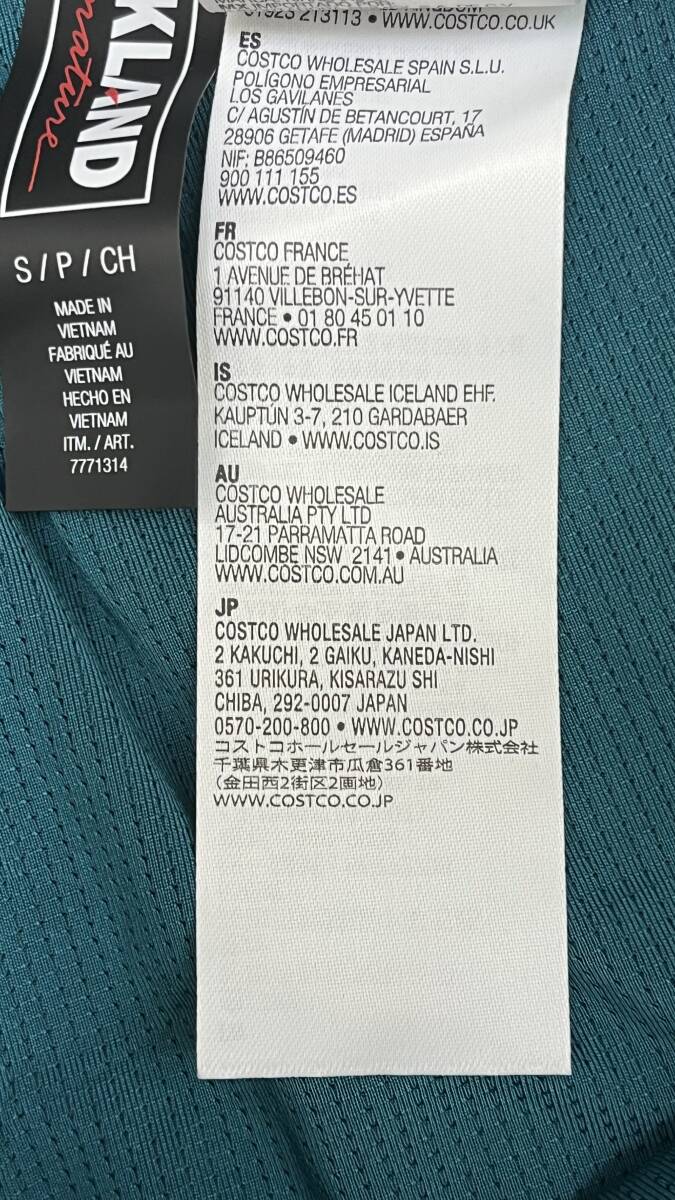 KLAND
nature
S / P / CH
MADE IN
VIETNAM
FABRIQUÉ AU
VIETNAM
HECHO EN
VIETNAM
ITM. / ART.
7771314
213113 • WWW.COSTCO.CO.UK
ES
COSTCO WHOLESALE SPAIN S.L.U.
POLÍGONO EMPRESARIAL
LOS GAVILANES
C/ AGUSTÍN DE BETANCOURT, 17
28906 GETAFE (MADRID) ESPAÑA
NIF: B86509460
900 111 155
WWW.COSTCO.ES
FR
COSTCO FRANCE
1 AVENUE DE BRÉHAT
91140 VILLEBON-SUR-YVETTE
FRANCE • 01 80 45 01 10
WWW.COSTCO.FR
IS
COSTCO WHOLESALE ICELAND EHF.
KAUPTÚN 3-7, 210 GARDABAER
ICELAND • WWW.COSTCO.IS
AU
COSTCO WHOLESALE
AUSTRALIA PTY LTD
17-21 PARRAMATTA ROAD
LIDCOMBE NSW 2141 • AUSTRALIA
WWW.COSTCO.COM.AU
JP
COSTCO WHOLESALE JAPAN LTD.
2 KAKUCHI, 2 GAIKU, KANEDA-NISHI
361 URIKURA, KISARAZU SHI
CHIBA, 292-0007 JAPAN
0570-200-800 • WWW.COSTCO.CO.JP
コストコホールセールジャパン株式会社
千葉県木更津市瓜倉361番地
（金田西2街区2画地）
WWW.COSTCO.CO.JP